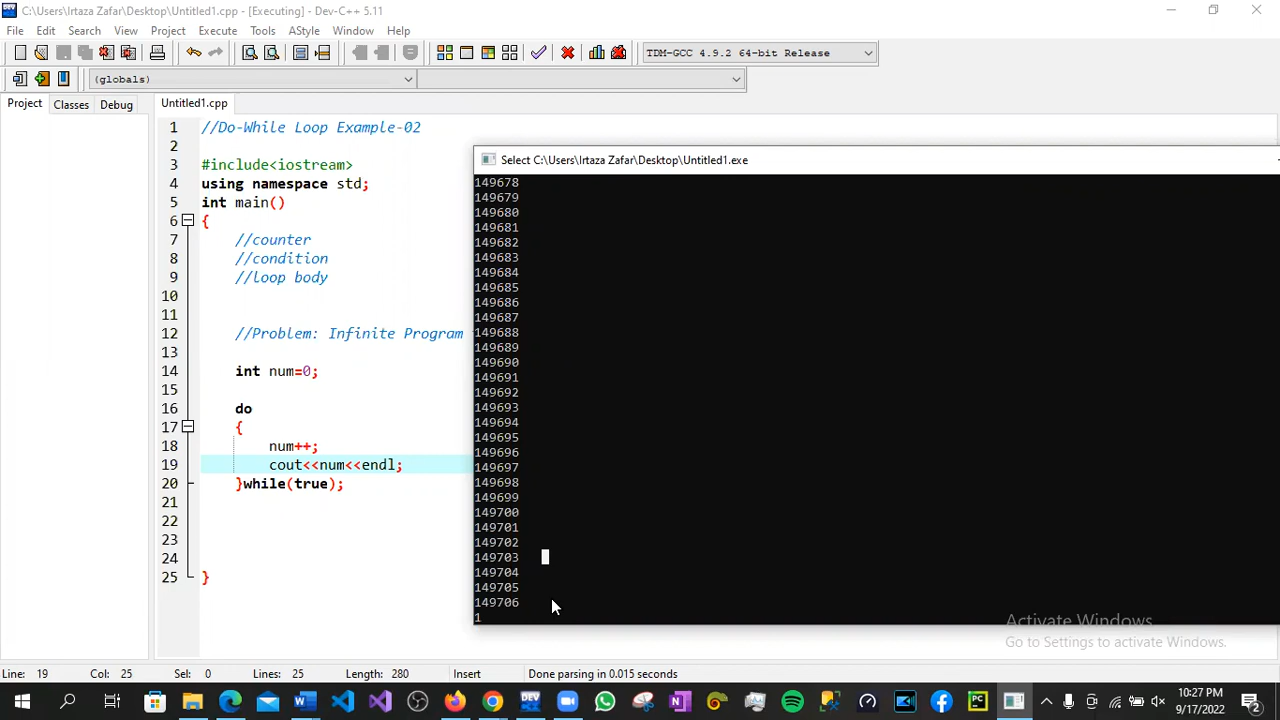 C:\Users\Irtaza Zafar\Desktop\Untitled1.cpp - [Executing] - Dev-C++ 5.11
File Edit Search View Project Execute Tools AStyle Window Help
TDM-GCC 4.9.2 64-bit Release
(globals)
Project Classes Debug
Untitled1.cpp
1 //Do-While Loop Example-02
2
3 #include<iostream>
4 using namespace std;
5 int main()
6 {
7 //counter
8 //condition
9 //loop body
10
11
12 //Problem: Infinite Program
13
14 int num=0;
15
16 do
17 {
18 num++;
19 cout<<num<<endl;
20 }while(true);
21
22
23
24
25 }
Select C:\Users\Irtaza Zafar\Desktop\Untitled1.exe
149678
149679
149680
149681
149682
149683
149684
149685
149686
149687
149688
149689
149690
149691
149692
149693
149694
149695
149696
149697
149698
149699
149700
149701
149702
149703
149704
149705
149706
1
Activate Windows
Go to Settings to activate Windows.
Line: 19 Col: 25 Sel: 0 Lines: 25 Length: 280 Insert Done parsing in 0.015 seconds
10:27 PM
9/17/2022